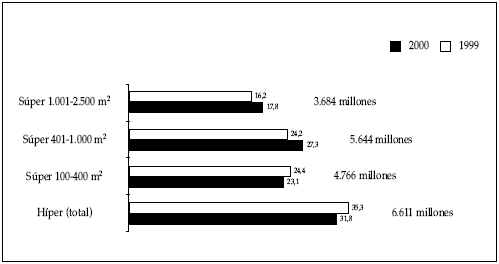 2000 1999
Súper 1.001-2.500 m² 16,2 17,8 3.684 millones
Súper 401-1.000 m² 24,2 27,3 5.644 millones
Súper 100-400 m² 24,4 23,1 4.766 millones
Híper (total) 35,3 31,8 6.611 millones